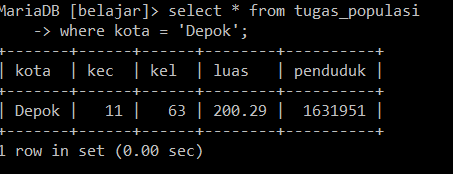 MariaDB [belajar]> select * from tugas_populasi
    -> where kota = 'Depok';
+-------+------+------+--------+----------+
| kota  | kec  | kel  | luas   | penduduk |
+-------+------+------+--------+----------+
| Depok |   11 |   63 | 200.29 |  1631951 |
+-------+------+------+--------+----------+
1 row in set (0.00 sec)